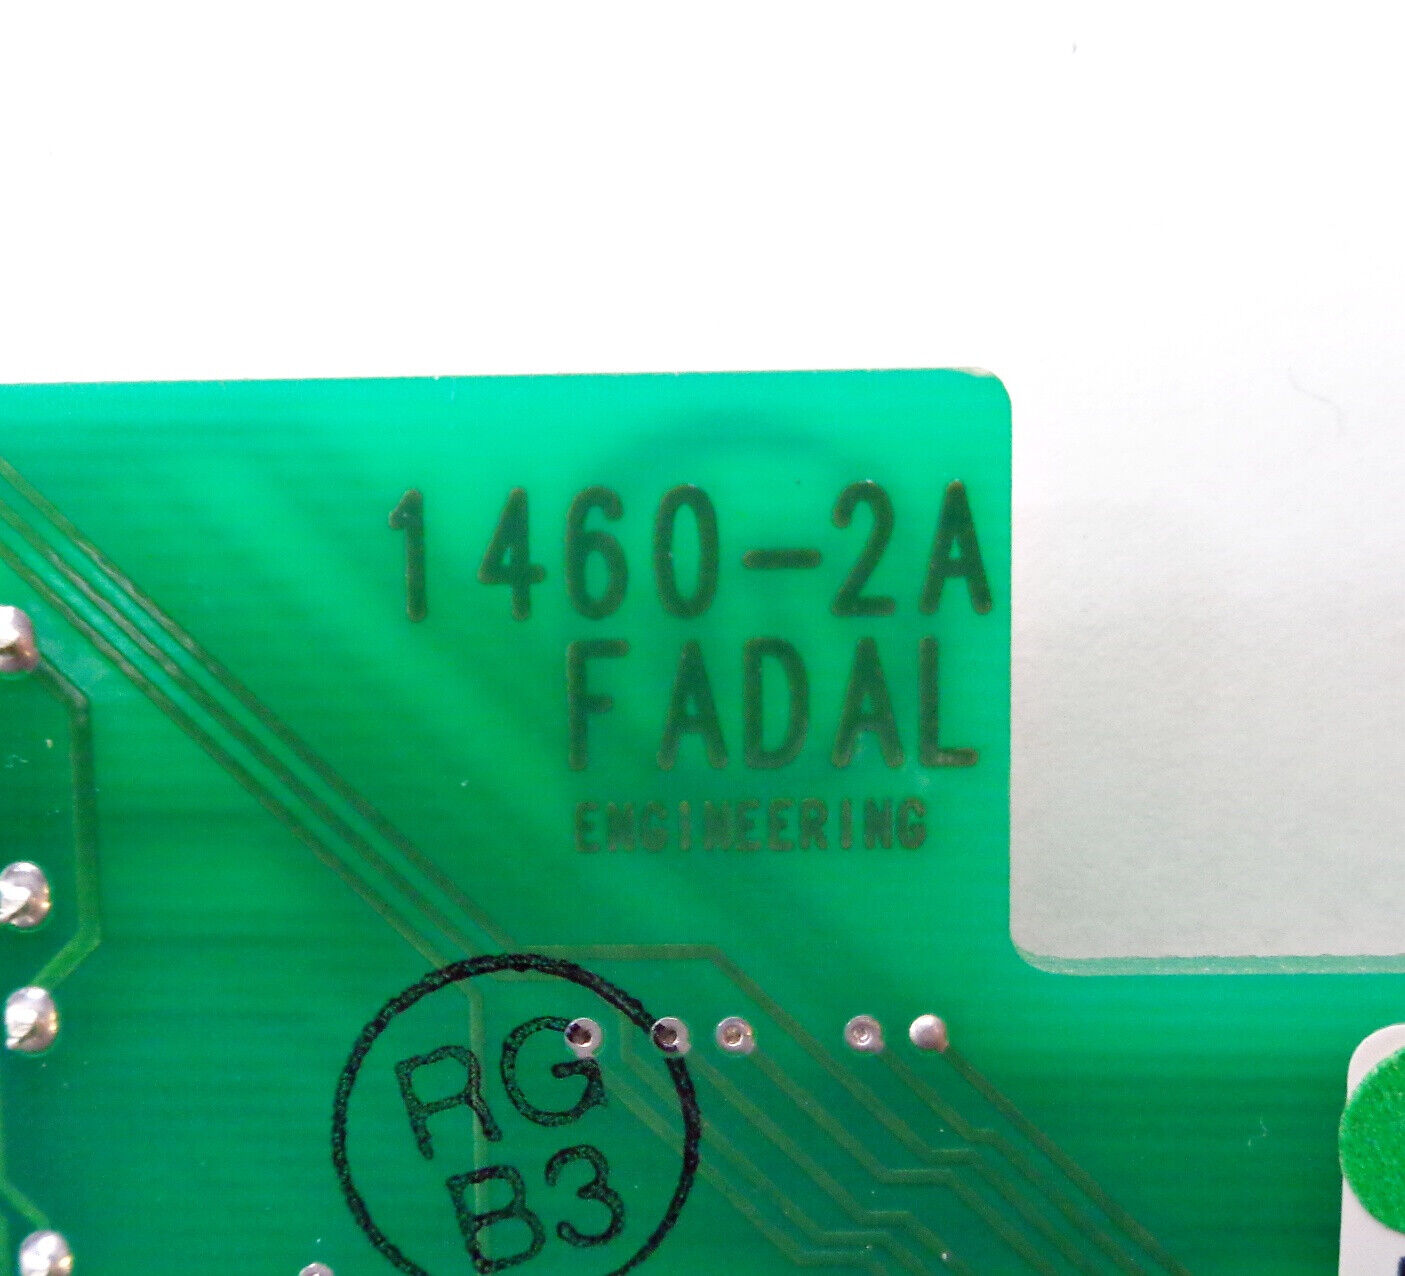 1460-2A
FADAL
ENGINEERING
RG
B3